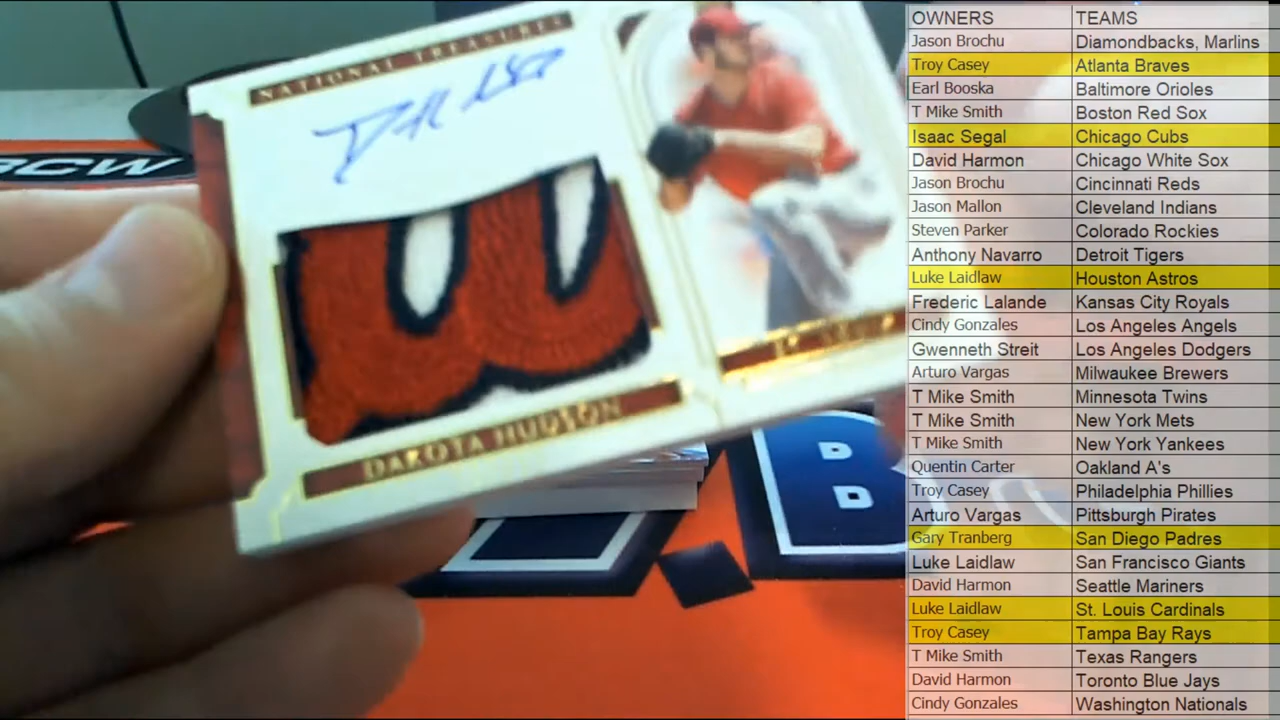 NATIONAL TREASURES
DAKOTA HUDSON
BCW
OWNERS TEAMS
Jason Brochu Diamondbacks, Marlins
Troy Casey Atlanta Braves
Earl Booska Baltimore Orioles
T Mike Smith Boston Red Sox
Isaac Segal Chicago Cubs
David Harmon Chicago White Sox
Jason Brochu Cincinnati Reds
Jason Mallon Cleveland Indians
Steven Parker Colorado Rockies
Anthony Navarro Detroit Tigers
Luke Laidlaw Houston Astros
Frederic Lalande Kansas City Royals
Cindy Gonzales Los Angeles Angels
Gwenneth Streit Los Angeles Dodgers
Arturo Vargas Milwaukee Brewers
T Mike Smith Minnesota Twins
T Mike Smith New York Mets
T Mike Smith New York Yankees
Quentin Carter Oakland A's
Troy Casey Philadelphia Phillies
Arturo Vargas Pittsburgh Pirates
Gary Tranberg San Diego Padres
Luke Laidlaw San Francisco Giants
David Harmon Seattle Mariners
Luke Laidlaw St. Louis Cardinals
Troy Casey Tampa Bay Rays
T Mike Smith Texas Rangers
David Harmon Toronto Blue Jays
Cindy Gonzales Washington Nationals